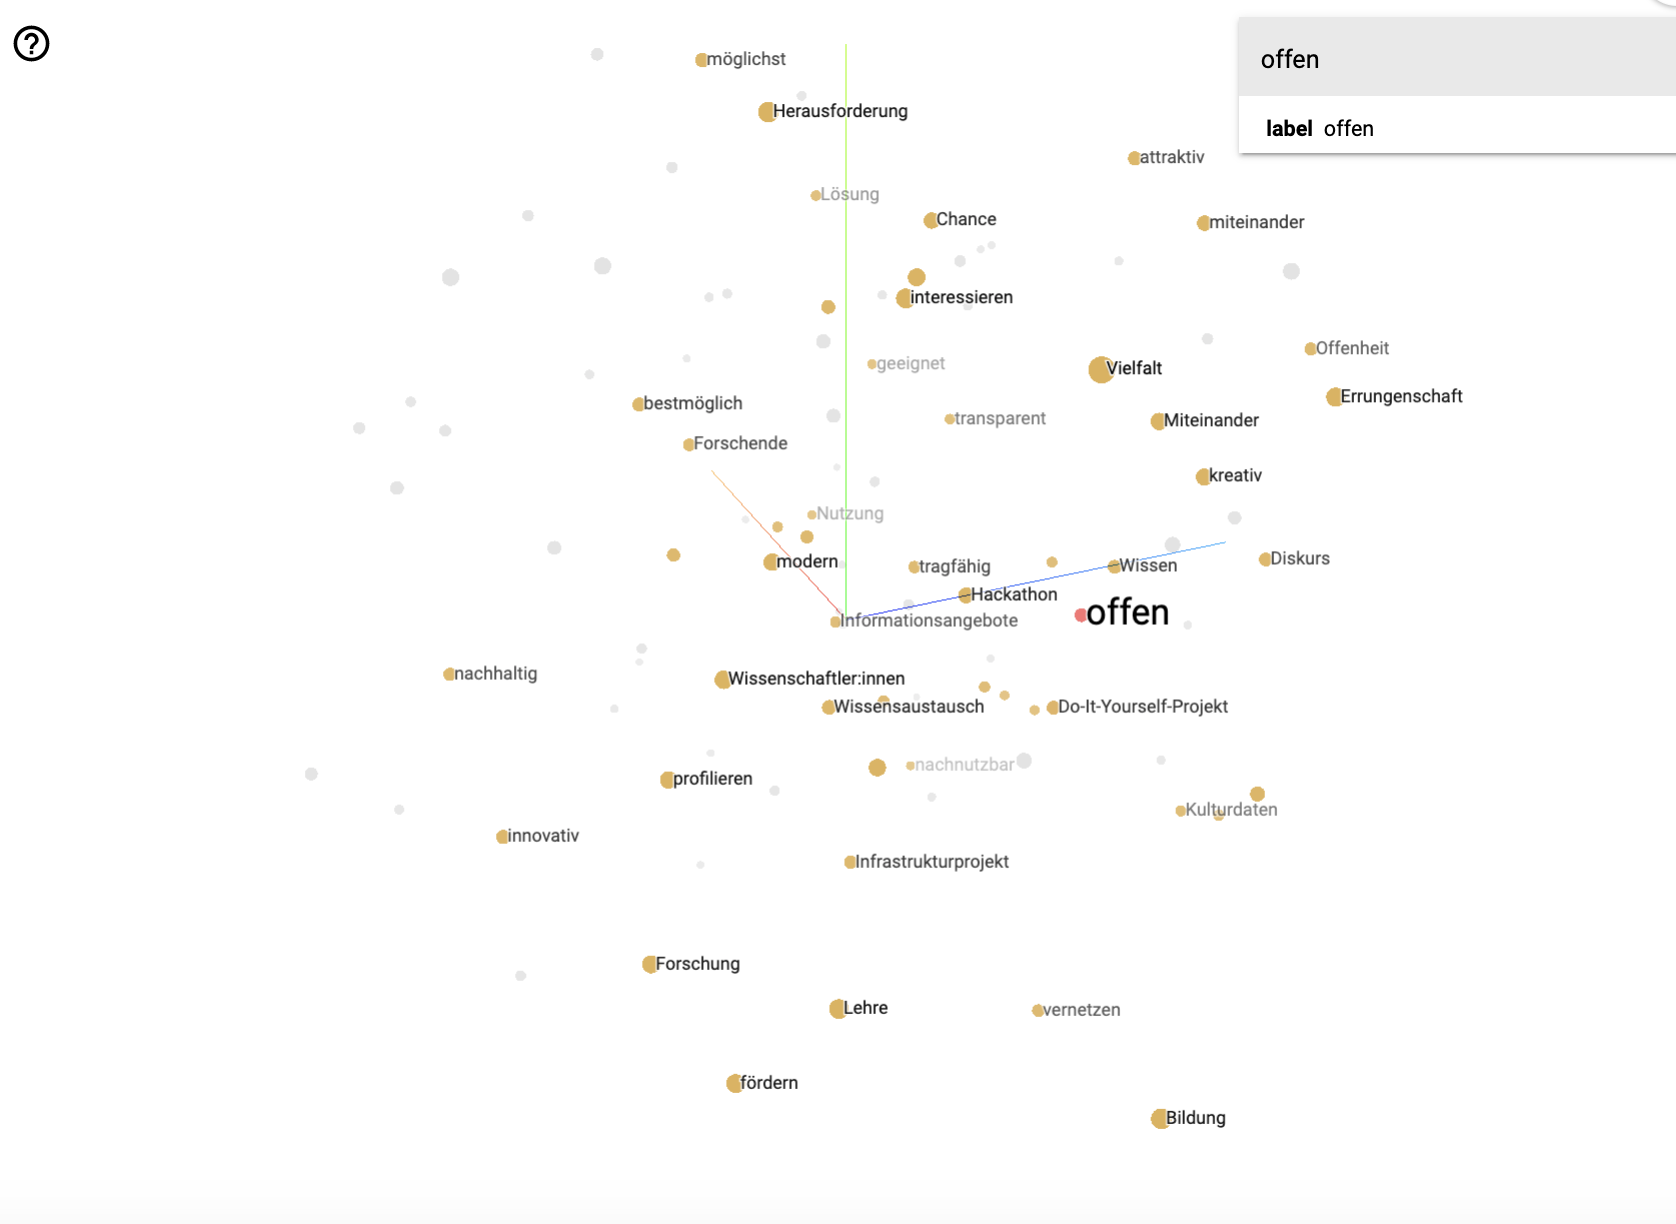 ?
offen
label offen
möglichst
Herausforderung
attraktiv
Lösung
Chance
miteinander
interessieren
Offenheit
geeignet
Vielfalt
Errungenschaft
bestmöglich
transparent
Miteinander
Forschende
kreativ
Nutzung
modern
tragfähig
Wissen
Diskurs
Hackathon
offen
Informationsangebote
nachhaltig
Wissenschaftler:innen
Wissensaustausch
Do-It-Yourself-Projekt
nachnutzbar
profilieren
Kulturdaten
innovativ
Infrastrukturprojekt
Forschung
Lehre
vernetzen
fördern
Bildung